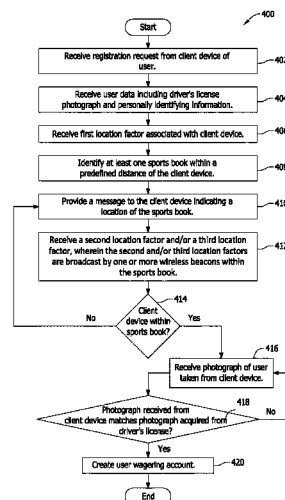 400
Start
Receive registration request from client device of
user.
402
Receive user data including driver's license
photograph and personally identifying information.
404
Receive first location factor associated with client device.
406
Identify at least one sports book within a
predefined distance of the client device.
408
Provide a message to the client device indicating a
location of the sports book.
410
Receive a second location factor and/or a third location
factor, wherein the second and/or third location factors
are broadcast by one or more wireless beacons within
the sports book.
412
414
Client
device within
sports book?
No
Yes
416
Receive photograph of user
taken from client device.
418
Photograph received from
client device matches photograph acquired from
driver's license?
No
Yes
Create user wagering account.
420
End